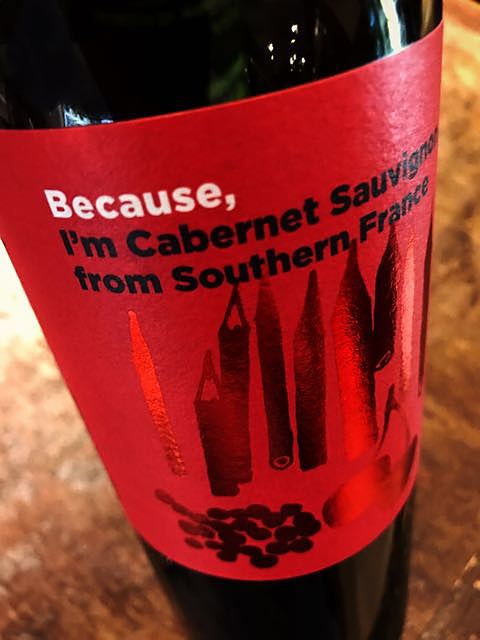 Because,
I'm Cabernet Sauvignon
from Southern France